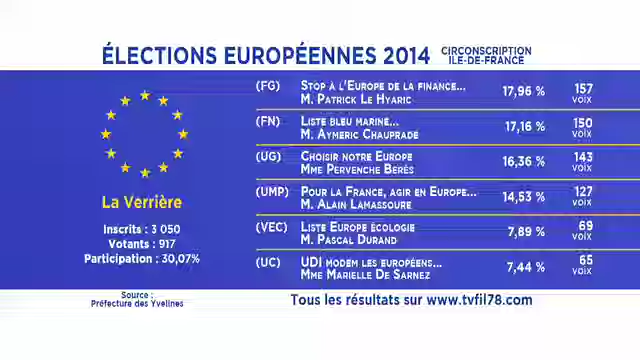 ÉLECTIONS EUROPÉENNES 2014 CIRCONSCRIPTION ILE-DE-FRANCE
La Verrière
Inscrits : 3 050
Votants : 917
Participation : 30,07%
(FG) STOP À L'EUROPE DE LA FINANCE... 17,96 % 157 VOIX
M. PATRICK LE HYARIC
(FN) LISTE BLEU MARINE... 17,16 % 150 VOIX
M. AYMERIC CHAUPRADE
(UG) CHOISIR NOTRE EUROPE 16,36 % 143 VOIX
MME PERVENCHE BERÈS
(UMP) POUR LA FRANCE, AGIR EN EUROPE... 14,53 % 127 VOIX
M. ALAIN LAMASSOURE
(VEC) LISTE EUROPE ÉCOLOGIE 7,89 % 69 VOIX
M. PASCAL DURAND
(UC) UDI MODEM LES EUROPÉENS... 7,44 % 65 VOIX
MME MARIELLE DE SARNEZ
Source :
Préfecture des Yvelines
Tous les résultats sur www.tvfil78.com